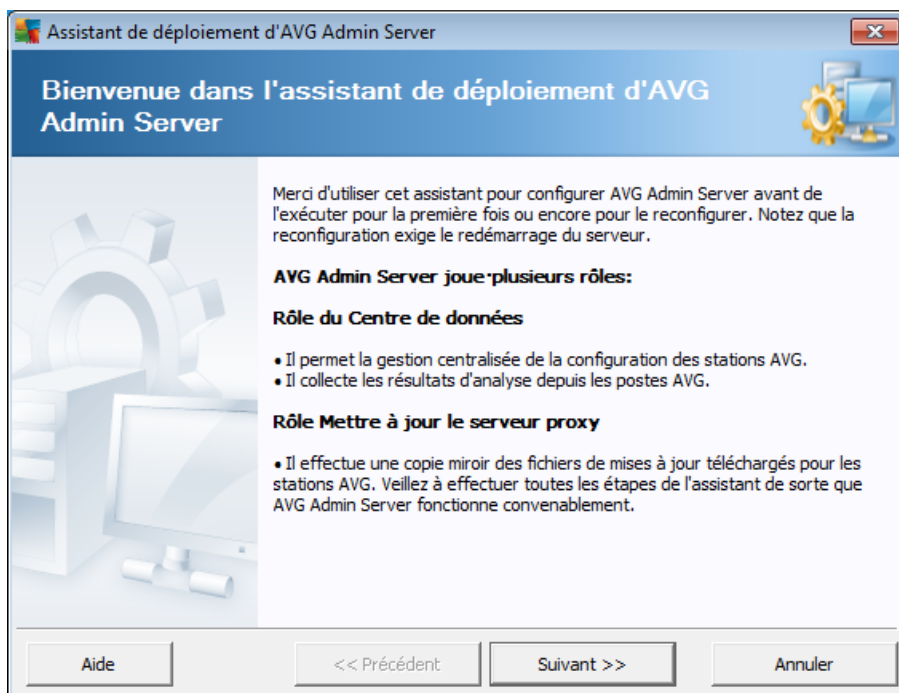 Assistant de déploiement d'AVG Admin Server
Bienvenue dans l'assistant de déploiement d'AVG
Admin Server
Merci d'utiliser cet assistant pour configurer AVG Admin Server avant de
l'exécuter pour la première fois ou encore pour le reconfigurer. Notez que la
reconfiguration exige le redémarrage du serveur.
AVG Admin Server joue·plusieurs rôles:
Rôle du Centre de données
• Il permet la gestion centralisée de la configuration des stations AVG.
• Il collecte les résultats d'analyse depuis les postes AVG.
Rôle Mettre à jour le serveur proxy
• Il effectue une copie miroir des fichiers de mises à jour téléchargés pour les
stations AVG. Veillez à effectuer toutes les étapes de l'assistant de sorte que
AVG Admin Server fonctionne convenablement.
Aide
<< Précédent
Suivant >>
Annuler